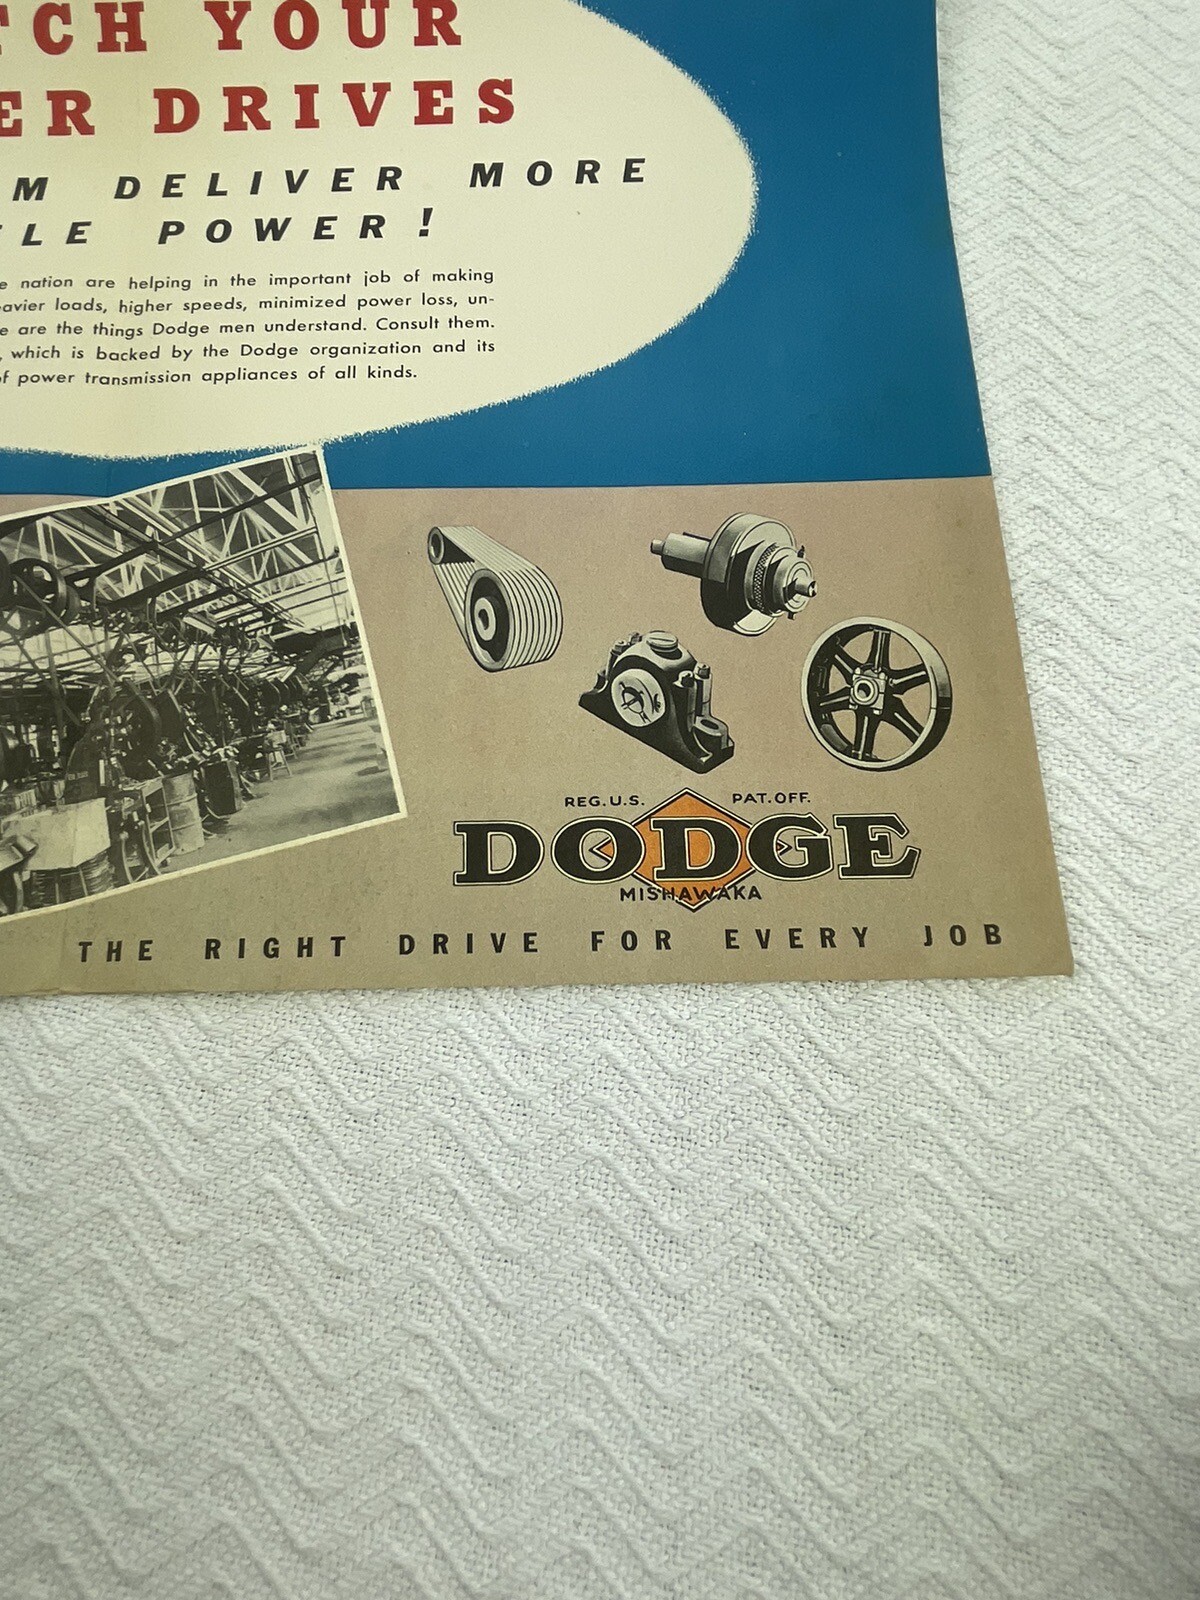 TCH YOUR
ER DRIVES
M DELIVER MORE
LE POWER!
nation are helping in the important job of making
eavier loads, higher speeds, minimized power loss, un-
e are the things Dodge men understand. Consult them.
, which is backed by the Dodge organization and its
of power transmission appliances of all kinds.
REG. U.S. PAT. OFF.
DODGE
MISHAWAKA
THE RIGHT DRIVE FOR EVERY JOB